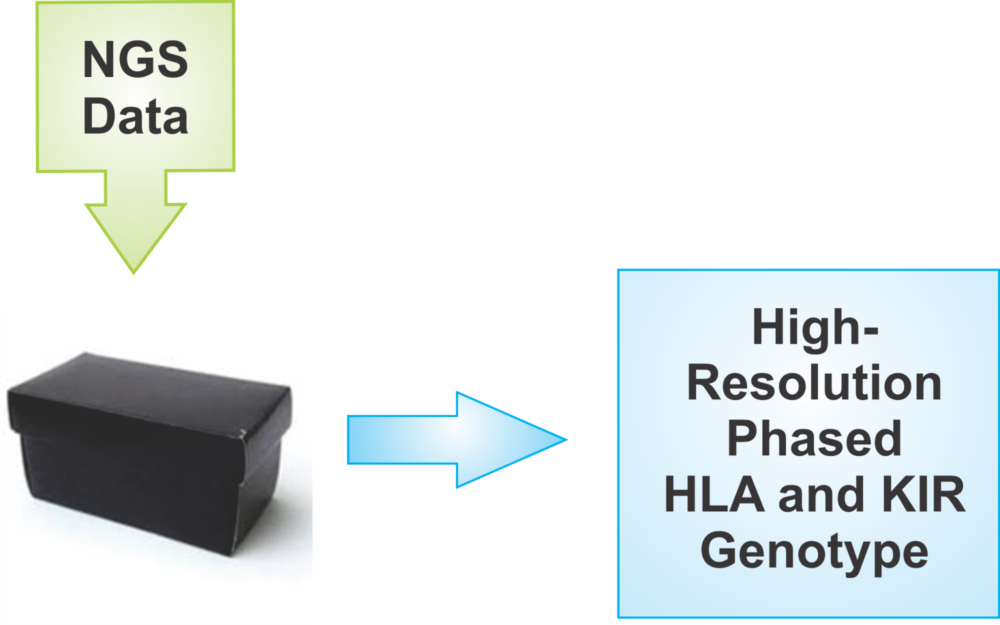 NGS
Data
High-
Resolution
Phased
HLA and KIR
Genotype